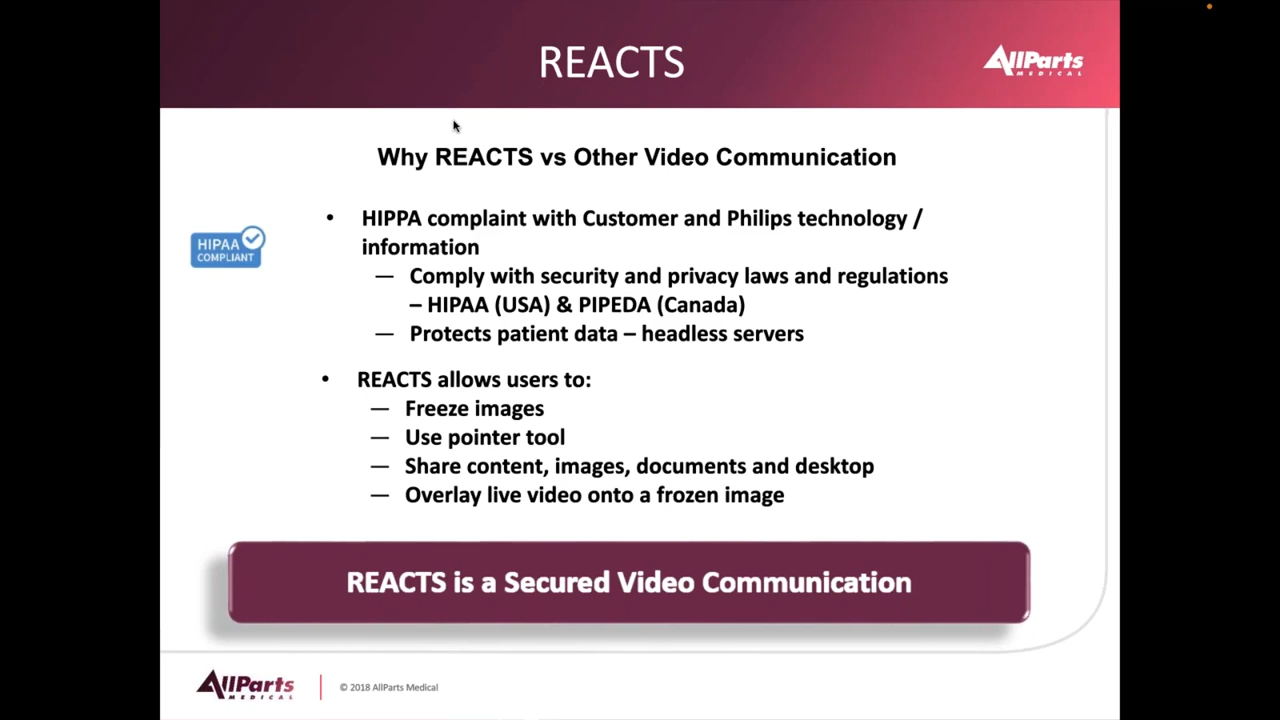 REACTS
AllParts
MEDICAL
Why REACTS vs Other Video Communication
• HIPPA complaint with Customer and Philips technology /
information
— Comply with security and privacy laws and regulations
– HIPAA (USA) & PIPEDA (Canada)
— Protects patient data – headless servers
HIPAA
COMPLIANT
• REACTS allows users to:
— Freeze images
— Use pointer tool
— Share content, images, documents and desktop
— Overlay live video onto a frozen image
REACTS is a Secured Video Communication
AllParts
MEDICAL
© 2018 AllParts Medical